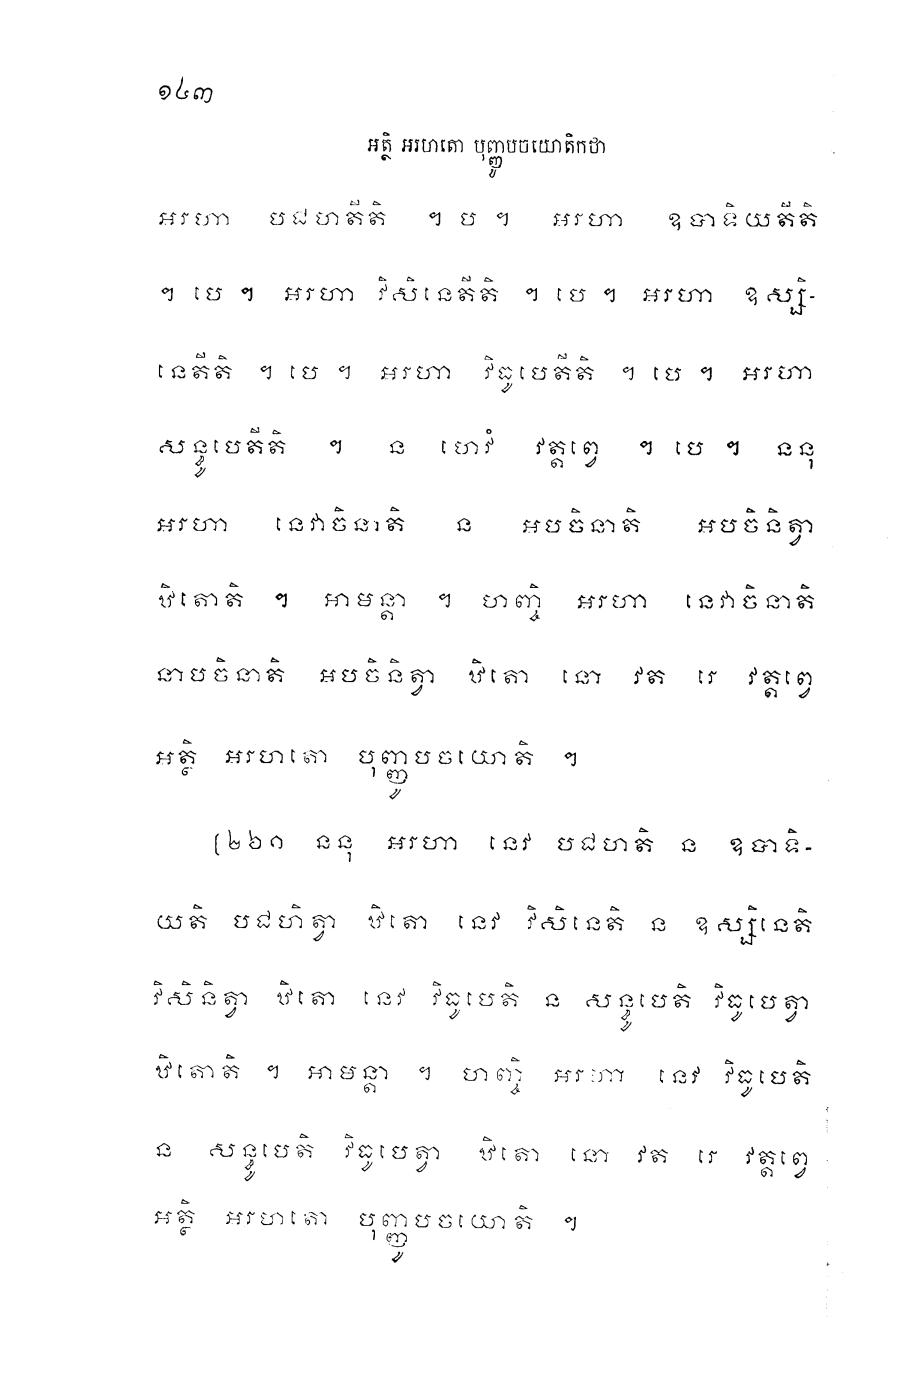 ១៤៣
អត្ថិ អរហតោ បុញ្ញូបចយោតិកថា
អរហា បជហតីតិ ។ ប ។ អរហា ឧទាទិយតីតិ
។ បេ ។ អរហា វិសិនេតីតិ ។ បេ ។ អរហា ឧស្សិ-
នេតីតិ ។ បេ ។ អរហា វិធូបេតីតិ ។ បេ ។ អរហា
សន្ធូបេតីតិ ។ ន ហេវំ វត្តព្វេ ។ បេ ។ ននុ
អរហា នេវាចិនាតិ ន អបចិនាតិ អបចិនិត្វា
ឋិតោតិ ។ អាមន្តា ។ ហញ្ចិ អរហា នេវាចិនាតិ
នាបចិនាតិ អបចិនិត្វា ឋិតោ នោ វត រេ វត្តព្វេ
អត្ថិ អរហតោ បុញ្ញូបចយោតិ ។
[២៦១ ននុ អរហា នេវ បជហតិ ន ឧទាទិ-
យតិ បជហិត្វា ឋិតោ នេវ វិសិនេតិ ន ឧស្សិនេតិ
វិសិនិត្វា ឋិតោ នេវ វិធូបេតិ ន សន្ធូបេតិ វិធូបេត្វា
ឋិតោតិ ។ អាមន្តា ។ ហញ្ចិ អរហា នេវ វិធូបេតិ
ន សន្ធូបេតិ វិធូបេត្វា ឋិតោ នោ វត រេ វត្តព្វេ
អត្ថិ អរហតោ បុញ្ញូបចយោតិ ។